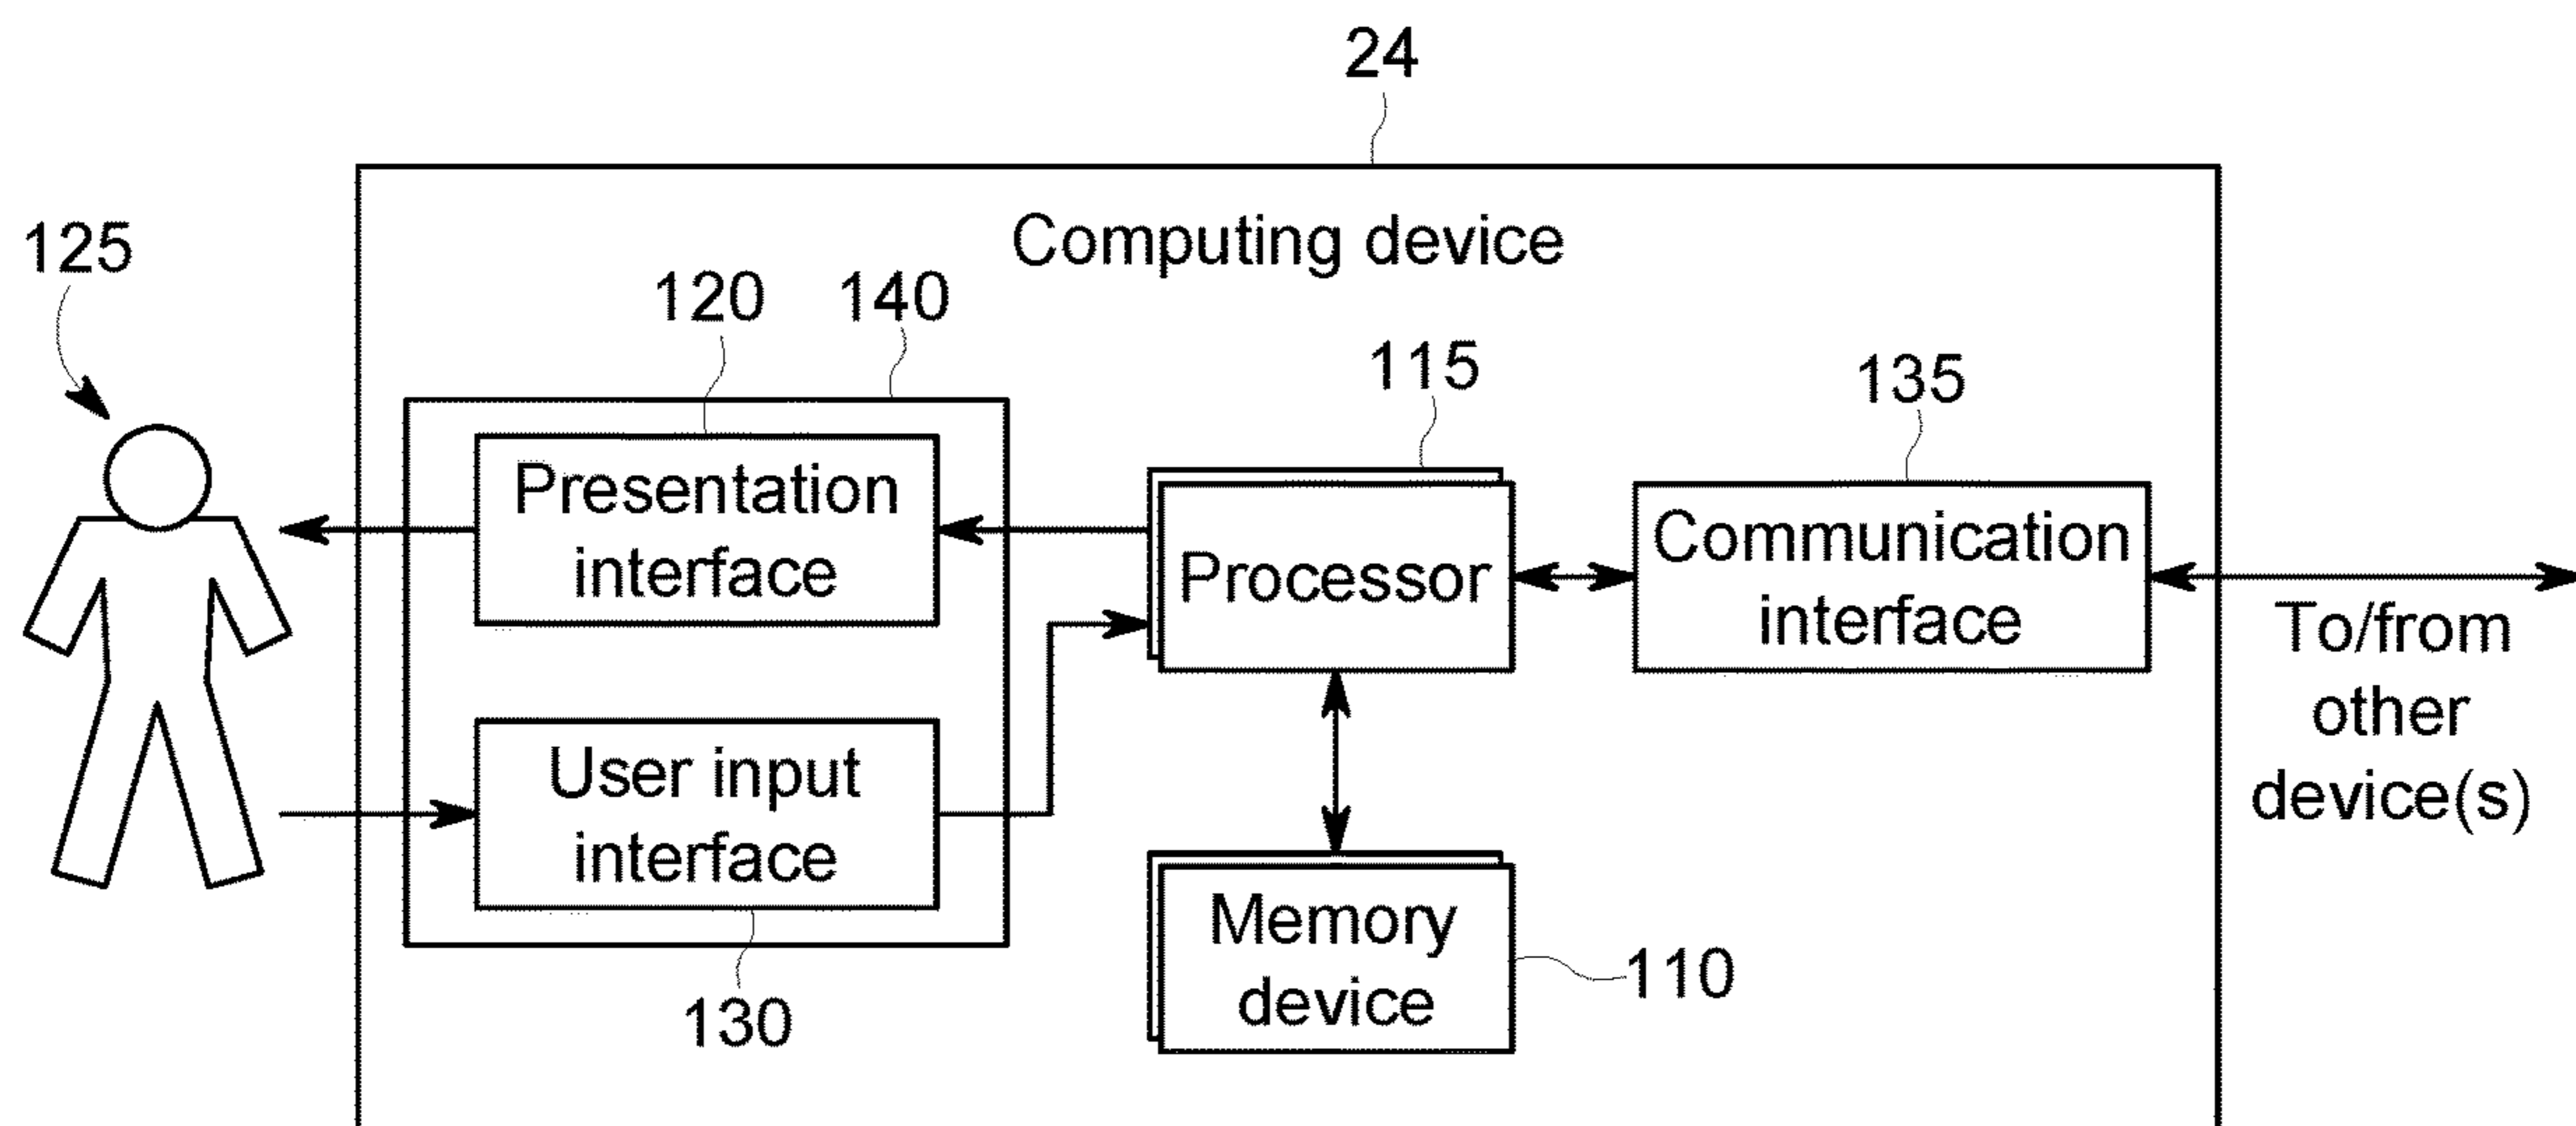 24
Computing device
125
120
140
115
135
Presentation
interface
Processor
Communication
interface
To/from
other
device(s)
User input
interface
130
Memory
device
110